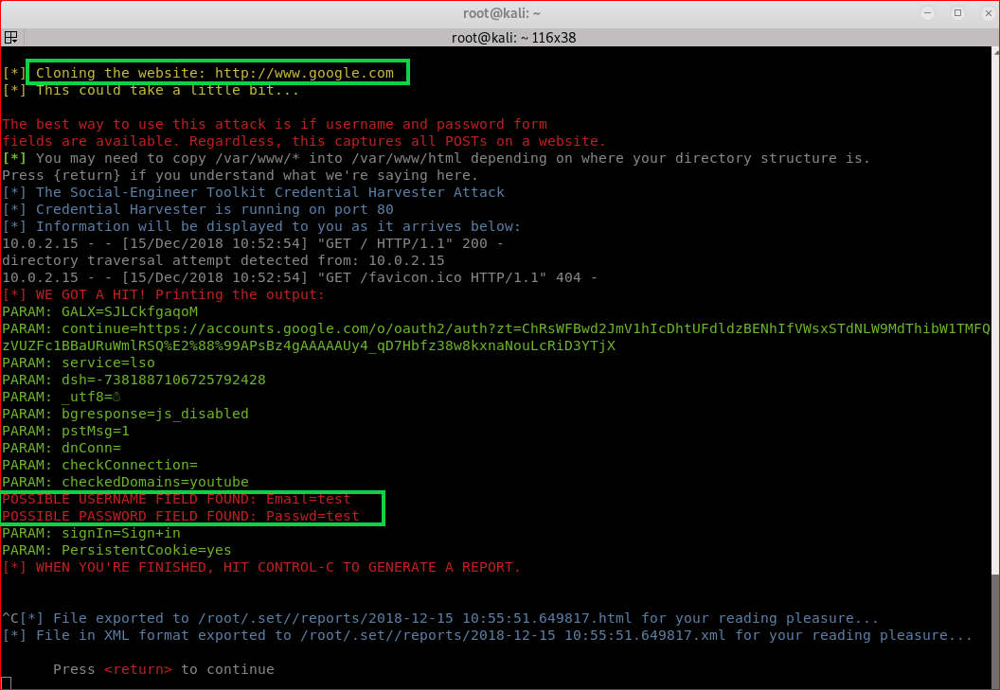 root@kali: ~
root@kali: ~ 116x38
[*] Cloning the website: http://www.google.com
[*] This could take a little bit...
The best way to use this attack is if username and password form
fields are available. Regardless, this captures all POSTs on a website.
[*] You may need to copy /var/www/* into /var/www/html depending on where your directory structure is.
Press {return} if you understand what we're saying here.
[*] The Social-Engineer Toolkit Credential Harvester Attack
[*] Credential Harvester is running on port 80
[*] Information will be displayed to you as it arrives below:
10.0.2.15 - - [15/Dec/2018 10:52:54] "GET / HTTP/1.1" 200 -
directory traversal attempt detected from: 10.0.2.15
10.0.2.15 - - [15/Dec/2018 10:52:54] "GET /favicon.ico HTTP/1.1" 404 -
[*] WE GOT A HIT! Printing the output:
PARAM: GALX=SJLCkfgaqoM
PARAM: continue=https://accounts.google.com/o/oauth2/auth?zt=ChRsWFBwd2JmV1hIcDhtUFdldzBENhIfVWsxSTdNLW9MdThibW1TMFQ
zVUZFc1BBaURuWmlRSQ%E2%88%99APsBz4gAAAAAUy4_qD7Hbfz38w8kxnaNouLcRiD3YTjX
PARAM: service=lso
PARAM: dsh=-7381887106725792428
PARAM: _utf8=☃
PARAM: bgresponse=js_disabled
PARAM: pstMsg=1
PARAM: dnConn=
PARAM: checkConnection=
PARAM: checkedDomains=youtube
POSSIBLE USERNAME FIELD FOUND: Email=test
POSSIBLE PASSWORD FIELD FOUND: Passwd=test
PARAM: signIn=Sign+in
PARAM: PersistentCookie=yes
[*] WHEN YOU'RE FINISHED, HIT CONTROL-C TO GENERATE A REPORT.
^C[*] File exported to /root/.set//reports/2018-12-15 10:55:51.649817.html for your reading pleasure...
[*] File in XML format exported to /root/.set//reports/2018-12-15 10:55:51.649817.xml for your reading pleasure...
Press <return> to continue